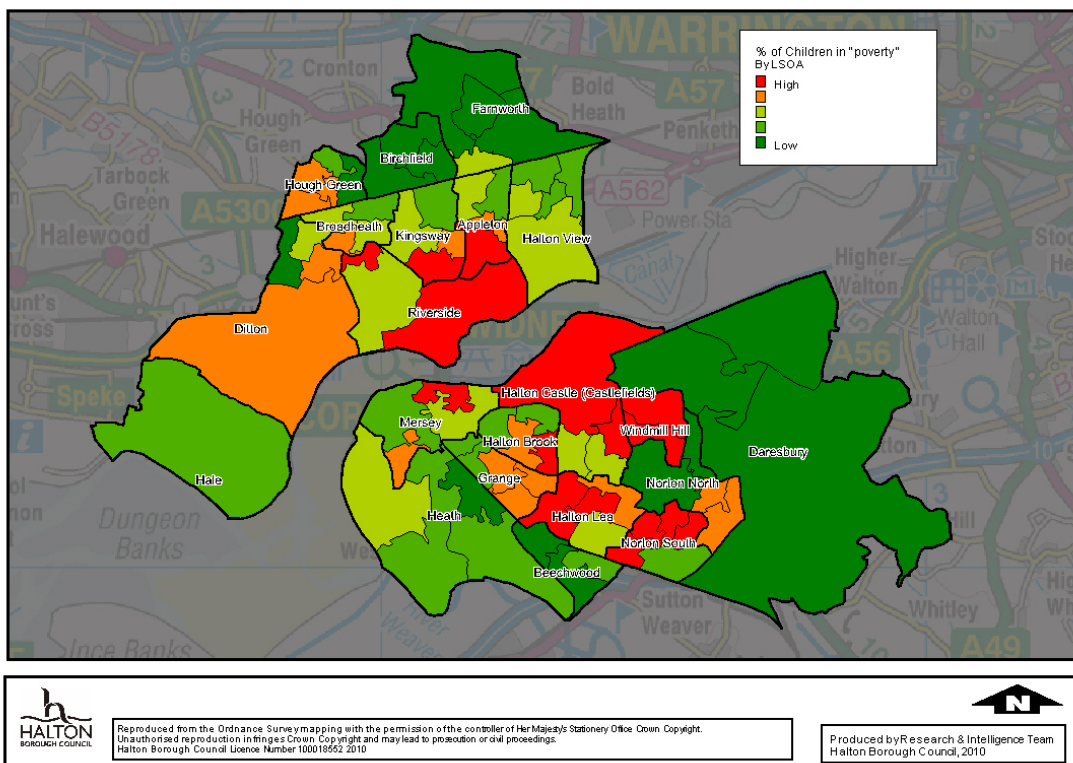 WARRINGTON
Cronton
Hough
Green
Tarbock
Green
B5178
A5300
Halewood
Speke
A57
Bold
Heath
Penketh
A562
Power Sta
Canal
Higher
Walton
Walton
Hall
A56
Dungeon
Banks
Ince Banks
Sutton
Weaver
Whitley
A49
% of Children in "poverty"
By LSOA
High
Low
Farnworth
Birchfield
Hough Green
Broadheath
Kingsway
Appleton
Halton View
Ditton
Riverside
Hale
Halton Castle (Castlefields)
Mersey
Halton Brook
Windmill Hill
Daresbury
Grange
Norton North
Heath
Halton Lea
Norton South
Beechwood
HALTON
BOROUGH COUNCIL
Reproduced from the Ordnance Survey mapping with the permission of the controller of Her Majesty's Stationery Office Crown Copyright.
Unauthorised reproduction infringes Crown Copyright and may lead to prosecution or civil proceedings.
Halton Borough Council Licence Number 100018552 2010
N
Produced by Research & Intelligence Team
Halton Borough Council, 2010